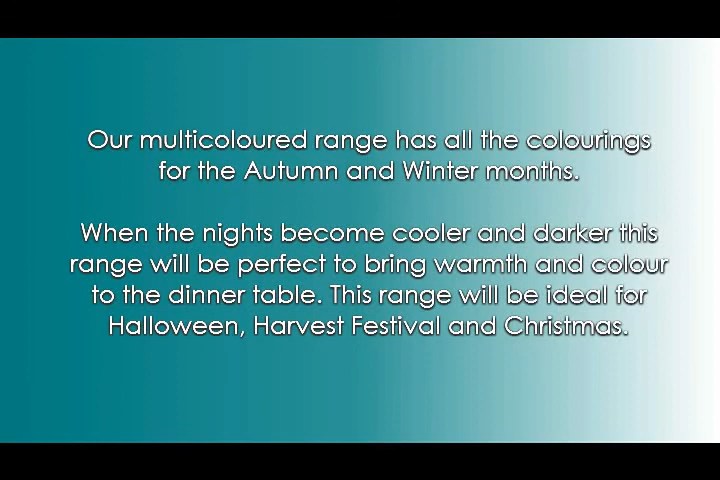 Our multicoloured range has all the colourings
for the Autumn and Winter months.
When the nights become cooler and darker this
range will be perfect to bring warmth and colour
to the dinner table. This range will be ideal for
Halloween, Harvest Festival and Christmas.